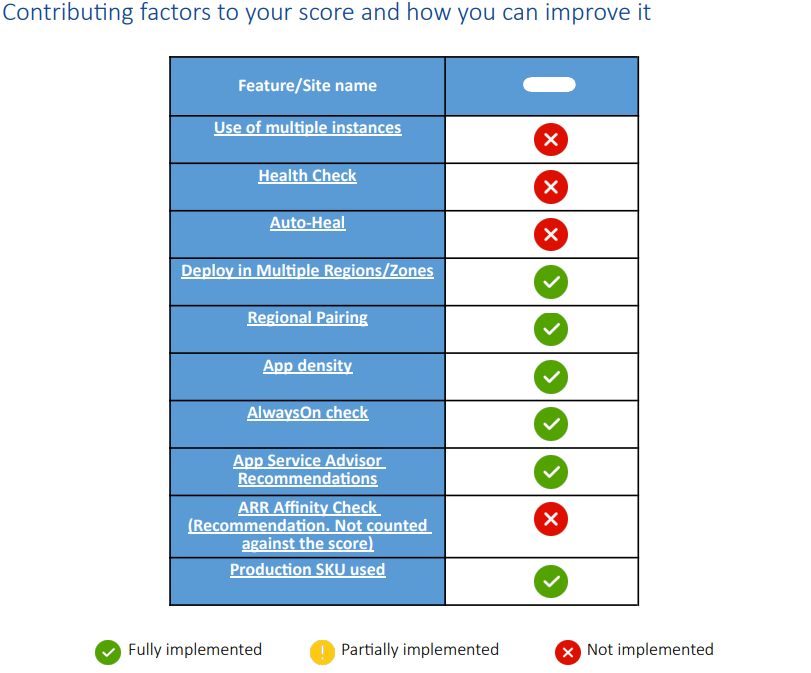 Contributing factors to your score and how you can improve it
Feature/Site name
Use of multiple instances
Health Check
Auto-Heal
Deploy in Multiple Regions/Zones
Regional Pairing
App density
AlwaysOn check
App Service Advisor
Recommendations
ARR Affinity Check
(Recommendation. Not counted
against the score)
Production SKU used
Fully implemented
Partially implemented
Not implemented